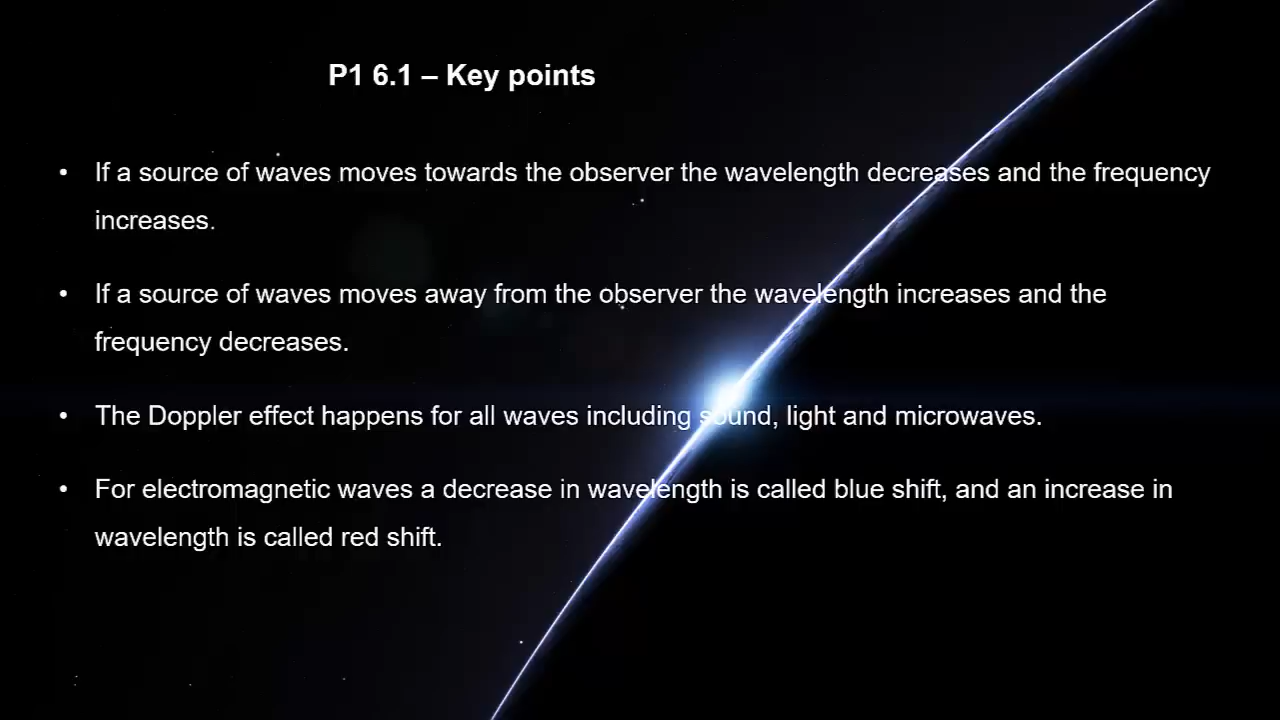 P1 6.1 – Key points
• If a source of waves moves towards the observer the wavelength decreases and the frequency
increases.
• If a source of waves moves away from the observer the wavelength increases and the
frequency decreases.
• The Doppler effect happens for all waves including sound, light and microwaves.
• For electromagnetic waves a decrease in wavelength is called blue shift, and an increase in
wavelength is called red shift.